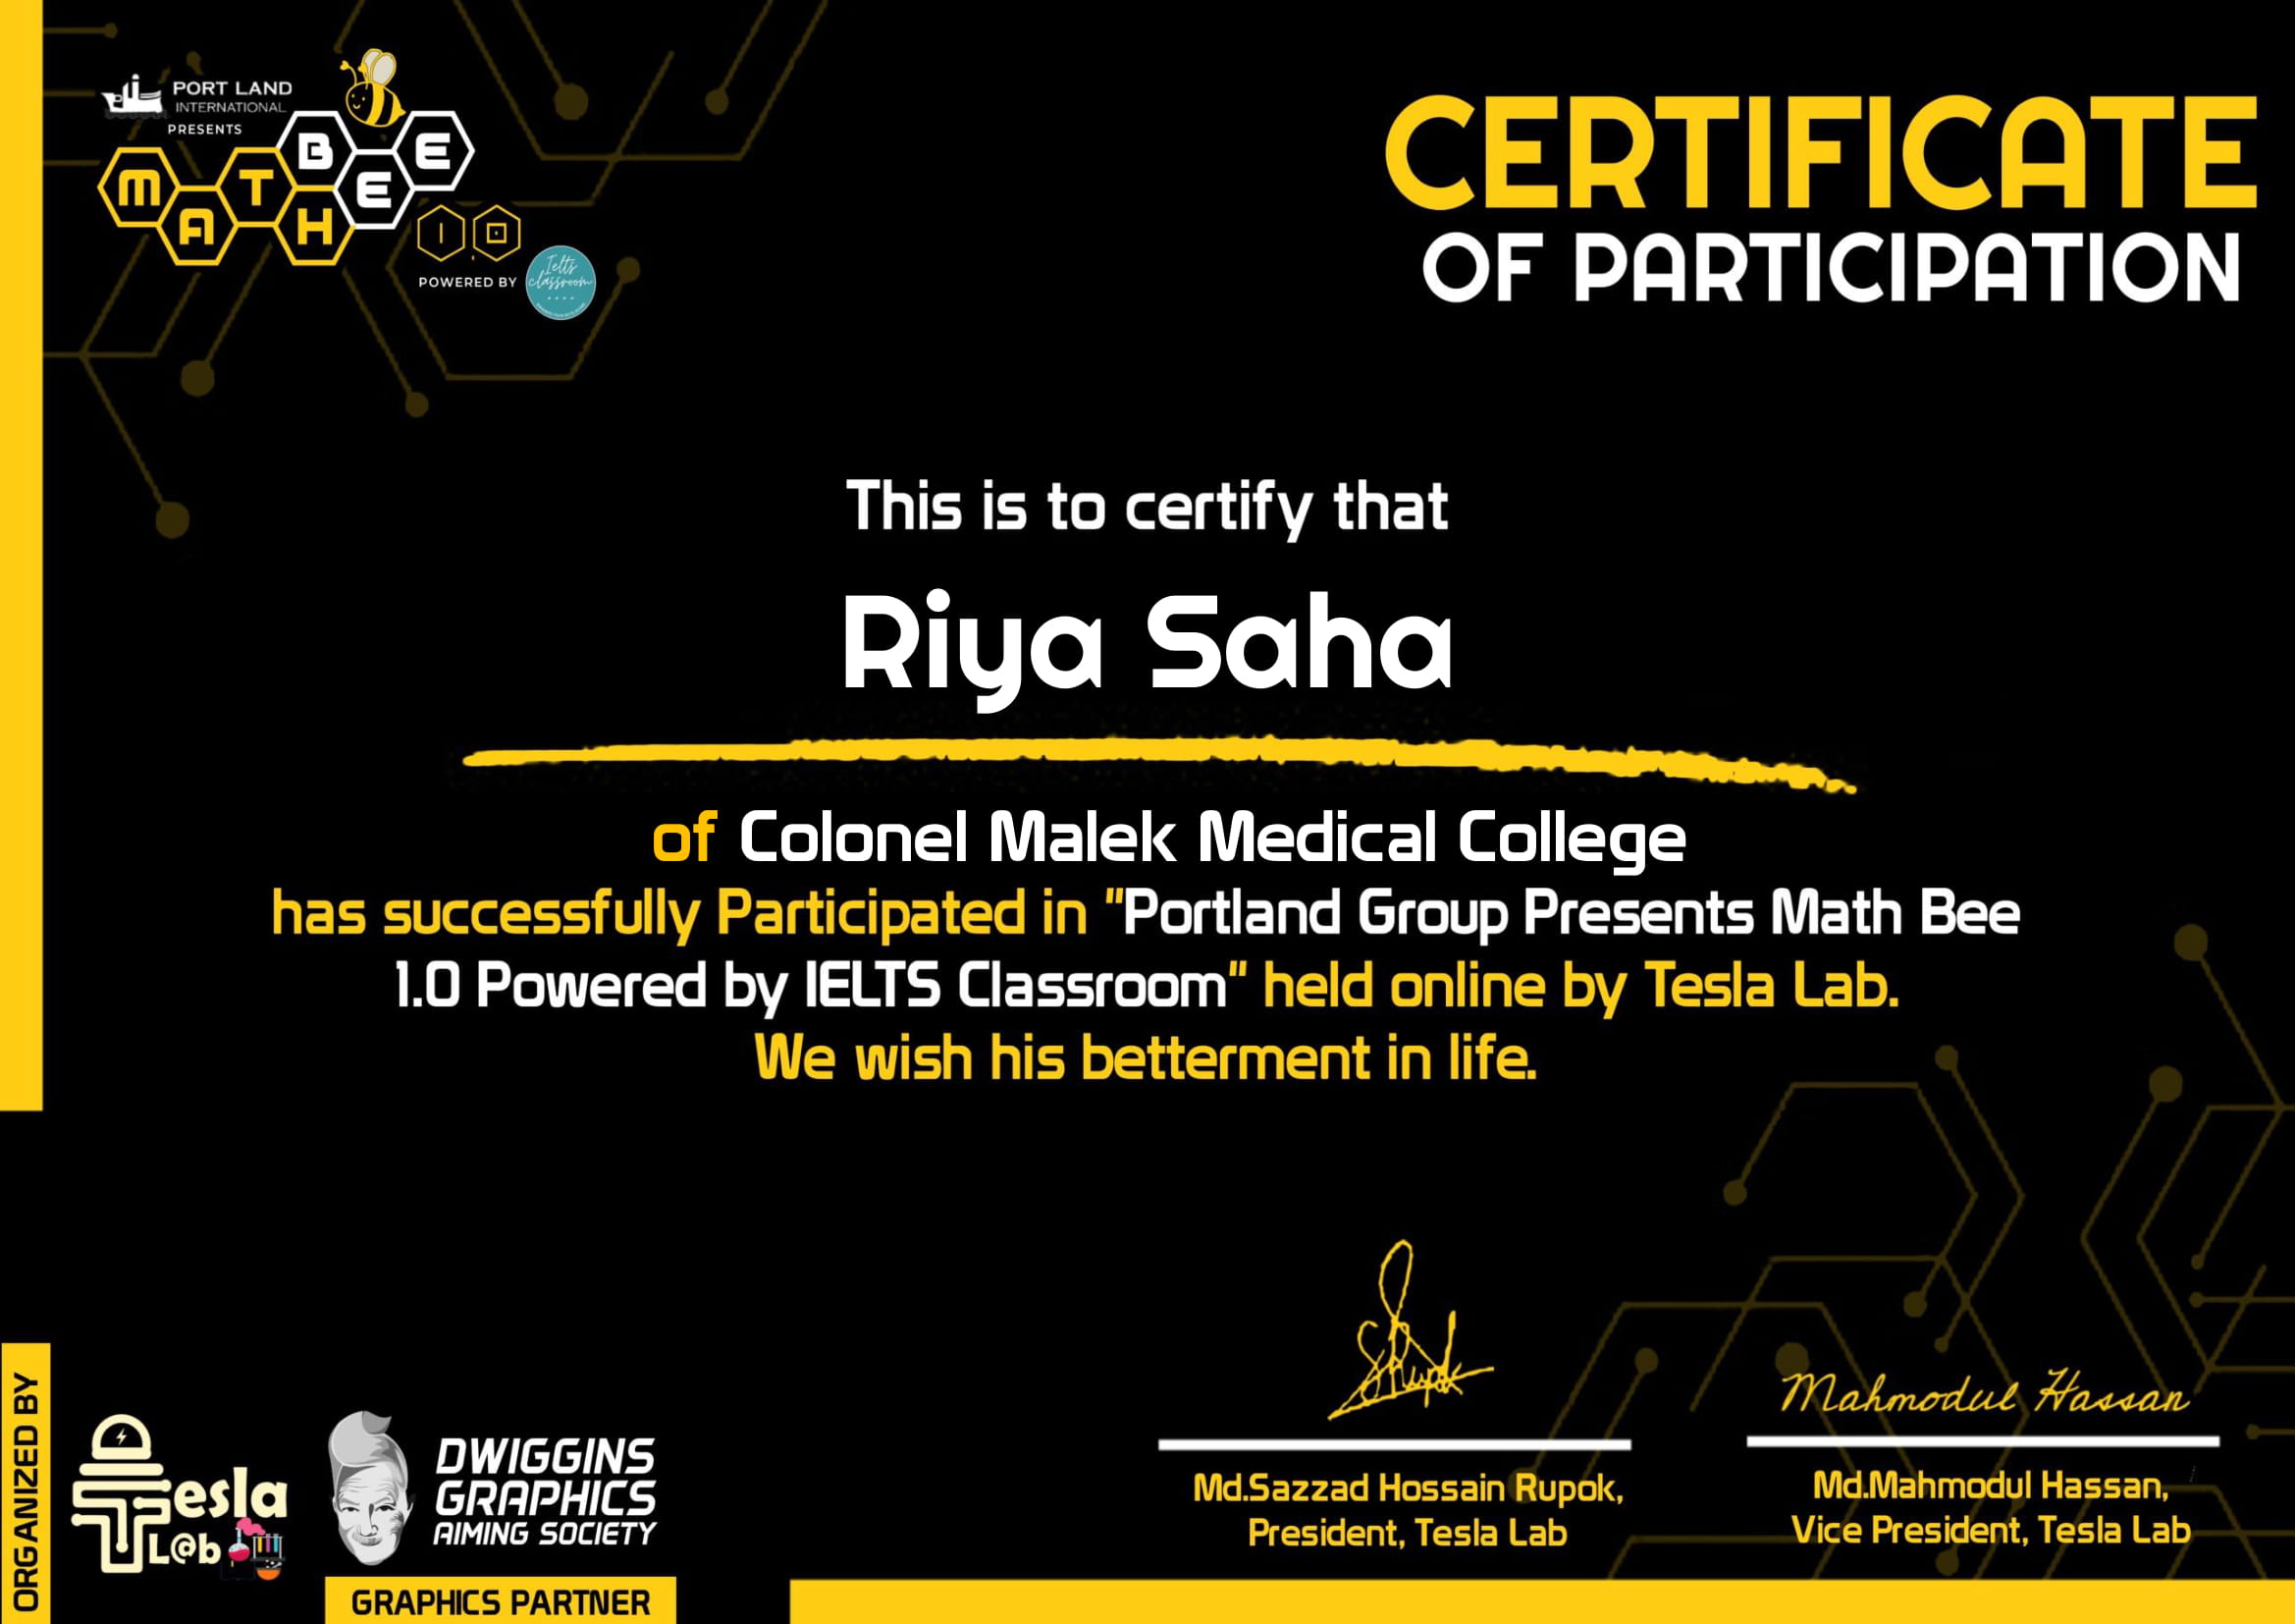 PORT LAND
INTERNATIONAL
PRESENTS
MATH BEE
1.0
POWERED BY
Ielts
classroom
CERTIFICATE
OF PARTICIPATION
This is to certify that
Riya Saha
of Colonel Malek Medical College
has successfully Participated in "Portland Group Presents Math Bee
1.0 Powered by IELTS Classroom" held online by Tesla Lab.
We wish his betterment in life.
Mahmodul Hassan
Md.Sazzad Hossain Rupok,
President, Tesla Lab
Md.Mahmodul Hassan,
Vice President, Tesla Lab
ORGANIZED BY
Tesla
L@b
DWIGGINS
GRAPHICS
AIMING SOCIETY
GRAPHICS PARTNER